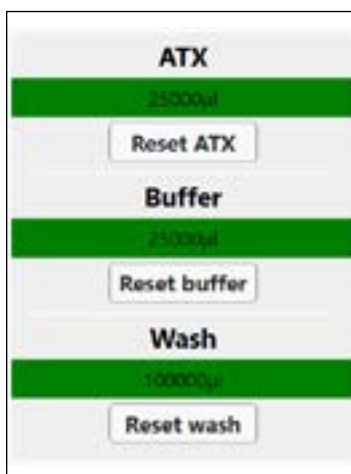 ATX
25000µl
Reset ATX
Buffer
25000µl
Reset buffer
Wash
100000µl
Reset wash